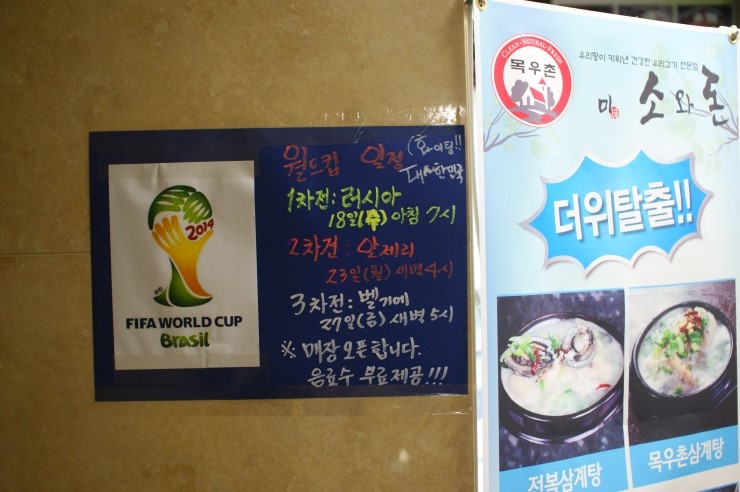 월드컵 일정
(화이팅!!
대한민국
1차전: 러시아
18일(수) 아침 7시
2차전: 알제리
23일(월) 새벽4시
3차전: 벨기에
27일(금) 새벽 5시
※ 매장오픈합니다.
음료수 무료제공!!!
2014
FIFA WORLD CUP
Brasil
CLEAN·NATURAL·FRESH
목우촌
우리땅이 키워낸 건강한 우리고기 전문점
미소와돈
더위탈출!!
전복삼계탕
목우촌삼계탕